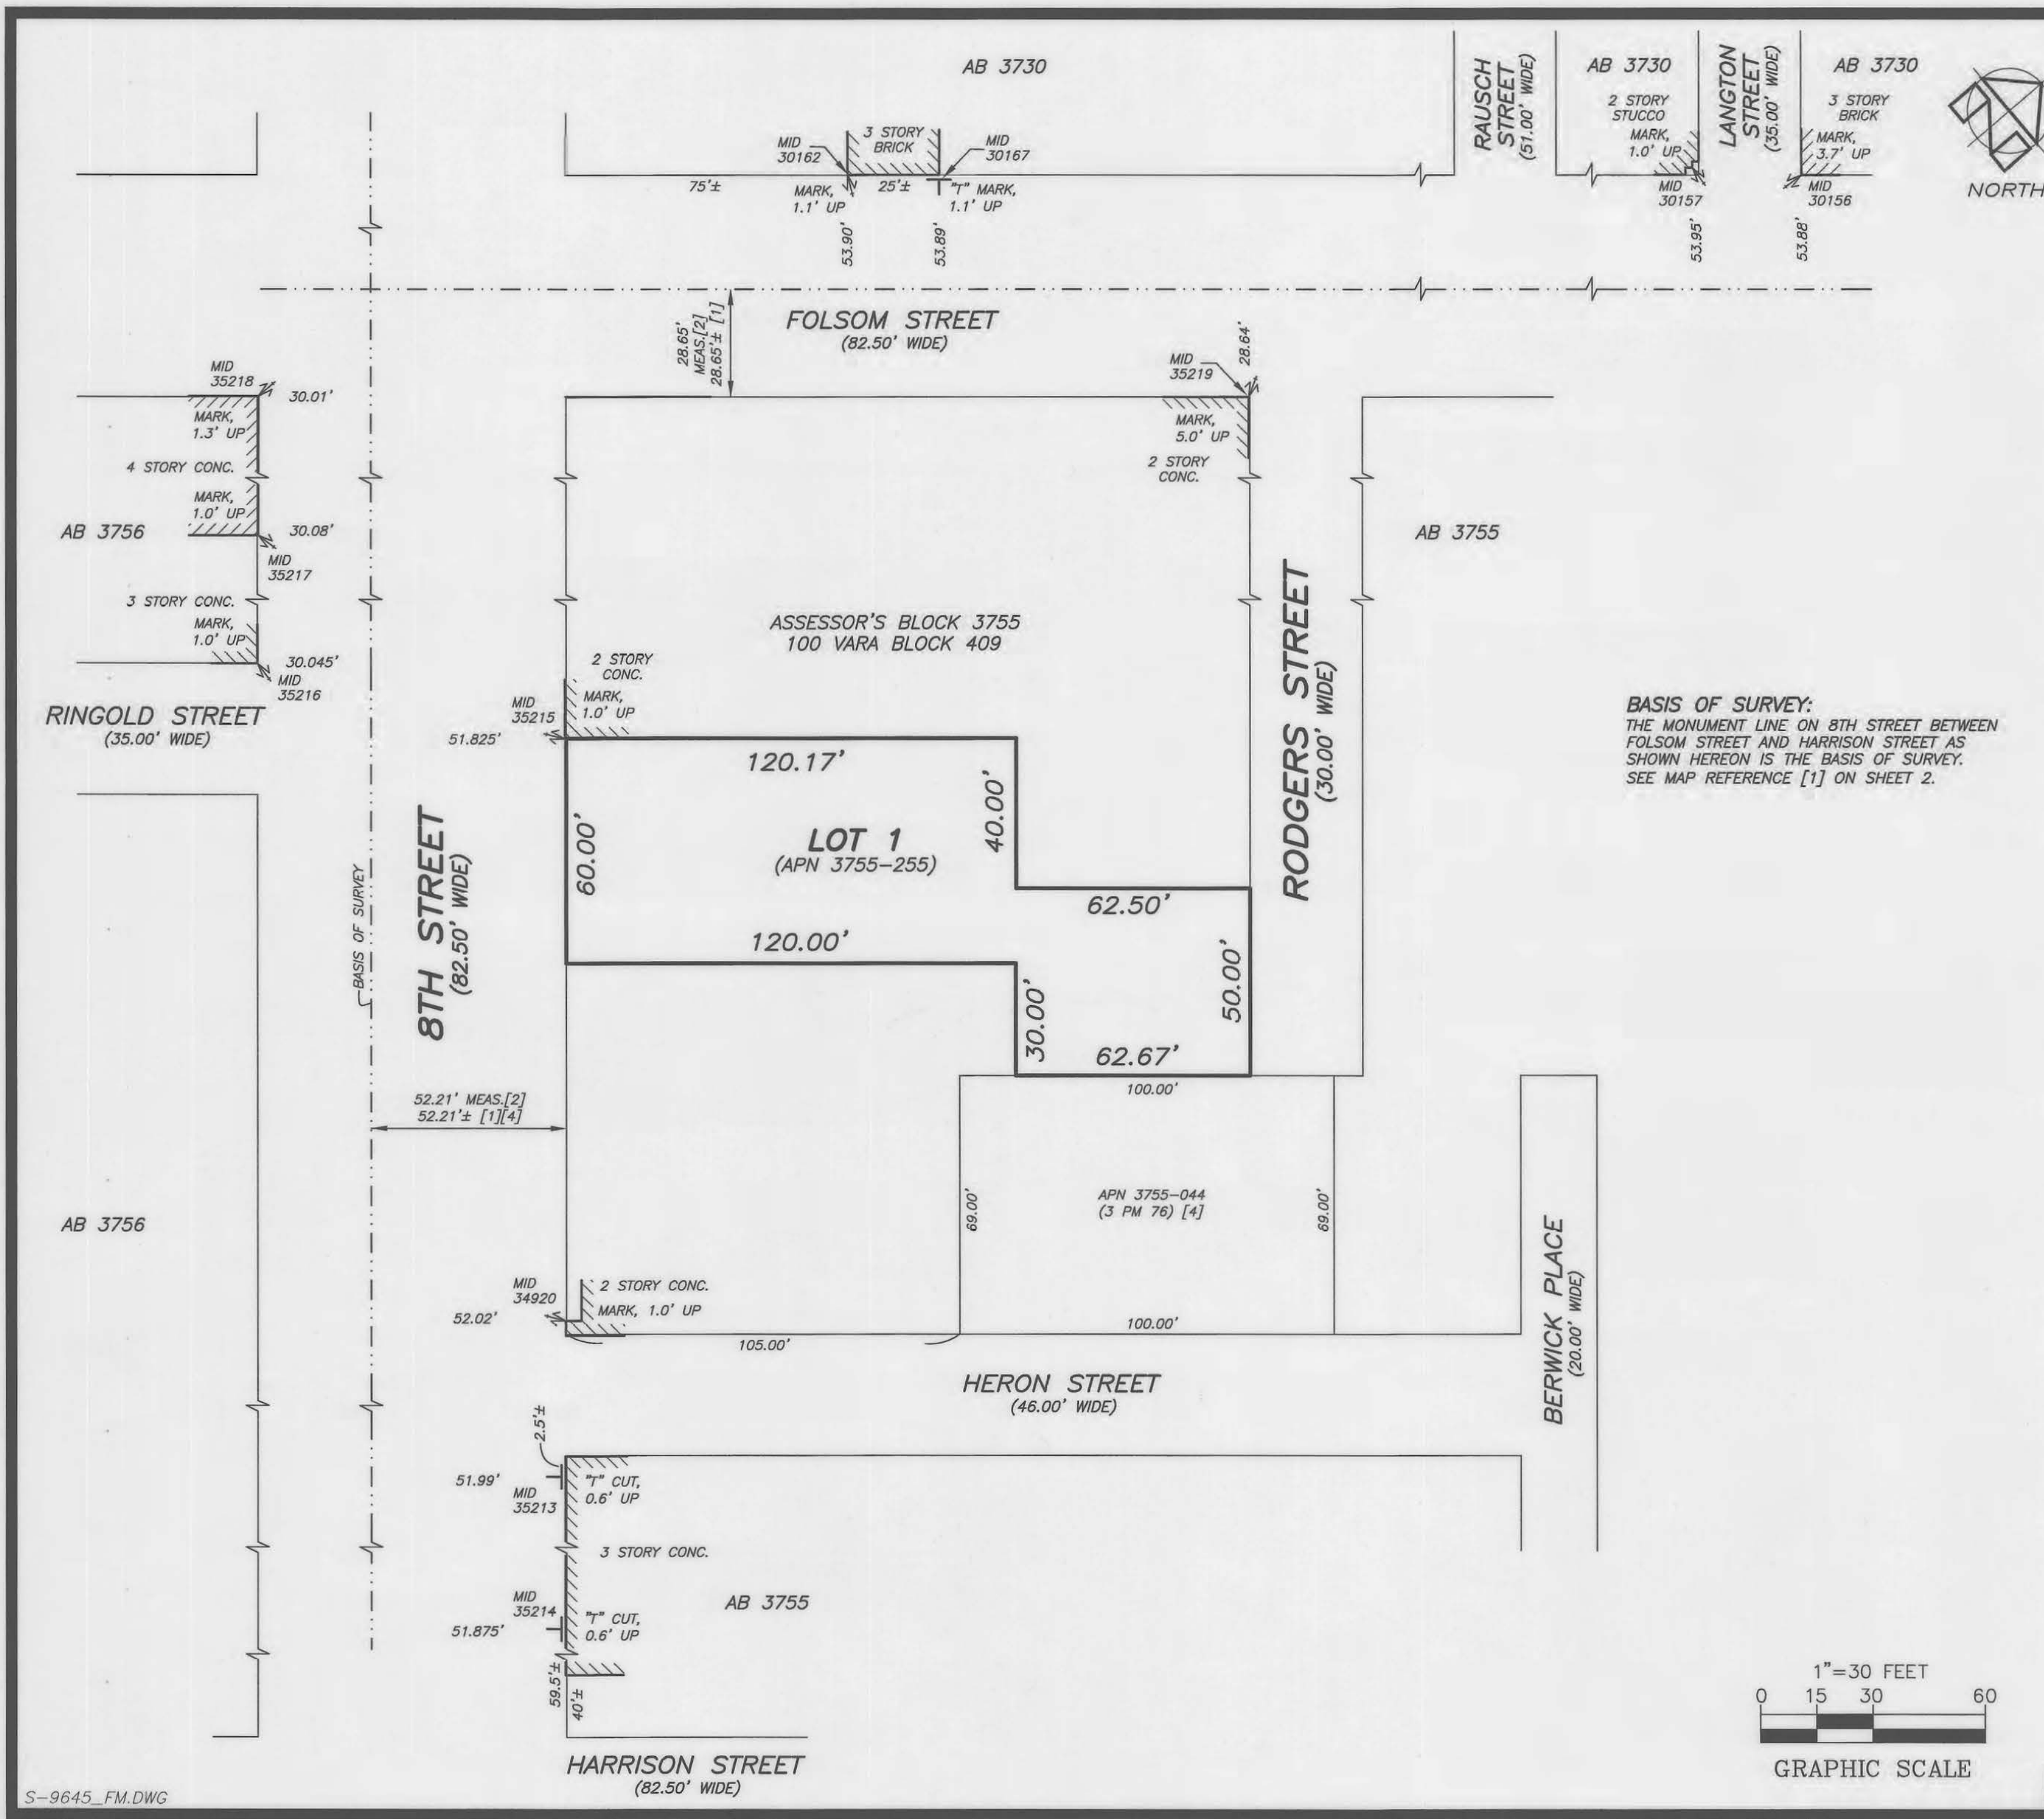 AB 3730
RAUSCH
STREET
(51.00' WIDE)
AB 3730
2 STORY
STUCCO
MARK,
1.0' UP
LANGTON
STREET
(35.00' WIDE)
AB 3730
3 STORY
BRICK
MARK,
3.7' UP
NORTH
MID
30162
3 STORY
BRICK
MID
30167
75'±
MARK,
1.1' UP
25'±
"T" MARK,
1.1' UP
MID
30157
MID
30156
53.90'
53.89'
53.95'
53.88'
28.65'
MEAS.[2]
28.65'± [1]
FOLSOM STREET
(82.50' WIDE)
MID
35219
28.64'
MID
35218
30.01'
MARK,
1.3' UP
4 STORY CONC.
MARK,
1.0' UP
AB 3756
30.08'
MID
35217
3 STORY CONC.
MARK,
1.0' UP
30.045'
MID
35216
MARK,
5.0' UP
2 STORY
CONC.
AB 3755
ASSESSOR'S BLOCK 3755
100 VARA BLOCK 409
RINGOLD STREET
(35.00' WIDE)
2 STORY
CONC.
MARK,
1.0' UP
MID
35215
51.825'
RODGERS STREET
(30.00' WIDE)
BASIS OF SURVEY:
THE MONUMENT LINE ON 8TH STREET BETWEEN
FOLSOM STREET AND HARRISON STREET AS
SHOWN HEREON IS THE BASIS OF SURVEY.
SEE MAP REFERENCE [1] ON SHEET 2.
120.17'
40.00'
60.00'
LOT 1
(APN 3755-255)
62.50'
120.00'
50.00'
30.00'
62.67'
BASIS OF SURVEY
8TH STREET
(82.50' WIDE)
52.21' MEAS.[2]
52.21'± [1][4]
100.00'
69.00'
APN 3755-044
(3 PM 76) [4]
69.00'
100.00'
AB 3756
BERWICK PLACE
(20.00' WIDE)
MID
34920
52.02'
2 STORY CONC.
MARK, 1.0' UP
105.00'
HERON STREET
(46.00' WIDE)
2.5'±
51.99'
MID
35213
"T" CUT,
0.6' UP
3 STORY CONC.
MID
35214
51.875'
"T" CUT,
0.6' UP
AB 3755
59.5'±
40'±
HARRISON STREET
(82.50' WIDE)
1"=30 FEET
0 15 30 60
GRAPHIC SCALE
S-9645_FM.DWG